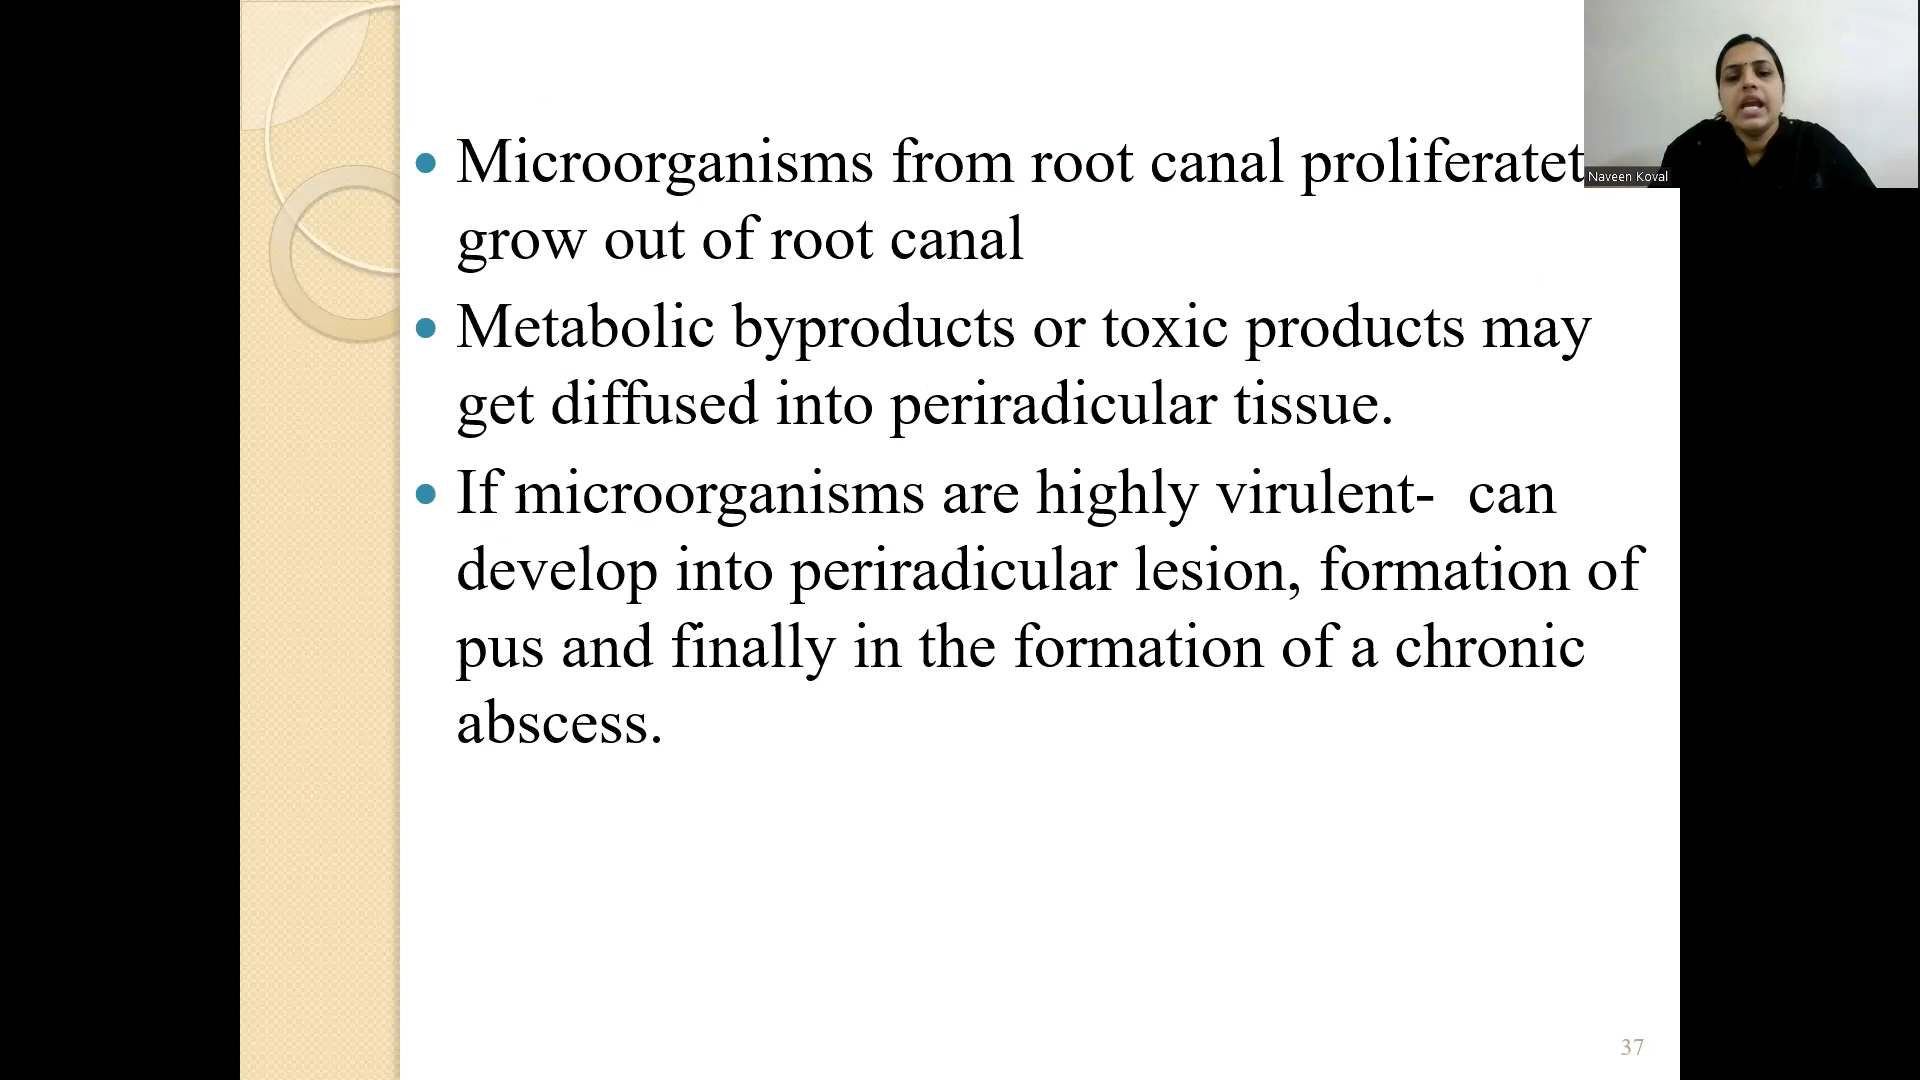 Microorganisms from root canal proliferatet
grow out of root canal
Metabolic byproducts or toxic products may
get diffused into periradicular tissue.
If microorganisms are highly virulent-  can
develop into periradicular lesion, formation of
pus and finally in the formation of a chronic
abscess.
Naveen Koval
37